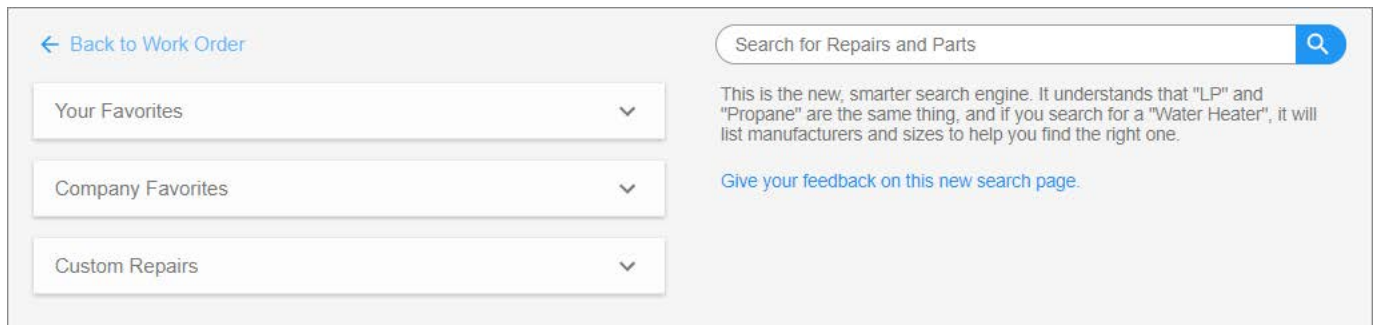 Back to Work Order
Your Favorites
Company Favorites
Custom Repairs
Search for Repairs and Parts
This is the new, smarter search engine. It understands that "LP" and
"Propane" are the same thing, and if you search for a "Water Heater", it will
list manufacturers and sizes to help you find the right one.
Give your feedback on this new search page.